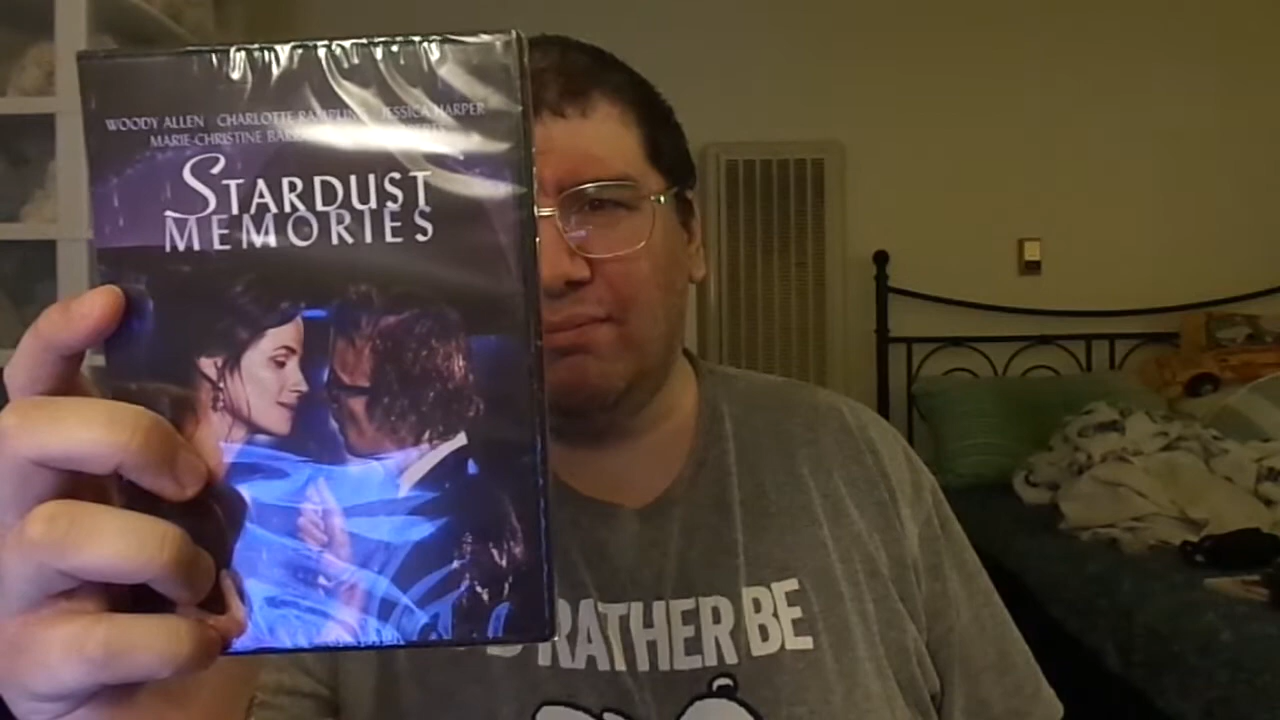 WOODY ALLEN CHARLOTTE RAMPLING JESSICA HARPER
MARIE-CHRISTINE
STARDUST
MEMORIES
RATHER BE